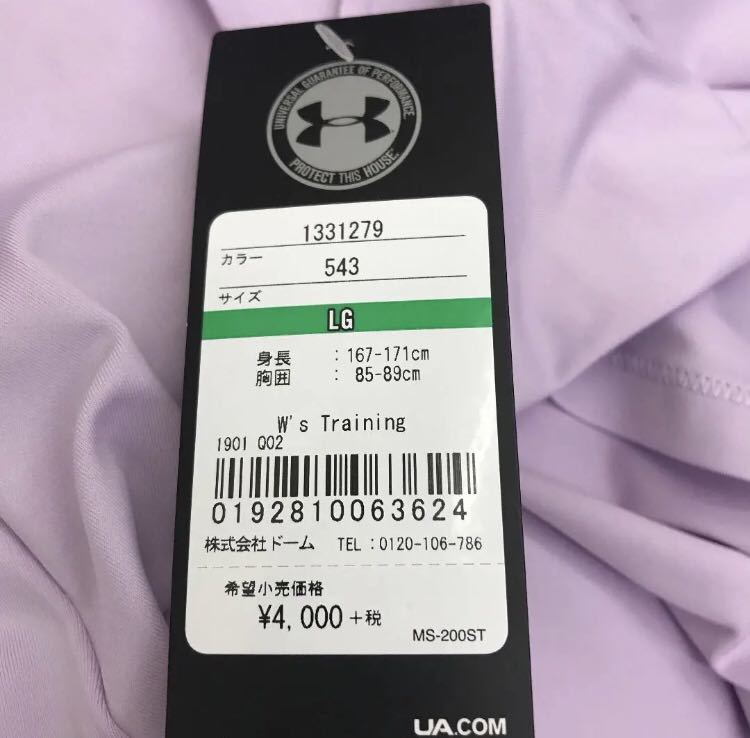 UNIVERSAL GUARANTEE OF PERFORMANCE.
PROTECT THIS HOUSE.
1331279
カラー
543
サイズ
LG
身長 : 167-171cm
胸囲 : 85-89cm
W's Training
1901 Q02
0192810063624
株式会社ドーム TEL:0120-106-786
希望小売価格
¥4,000+税
MS-200ST
UA.COM